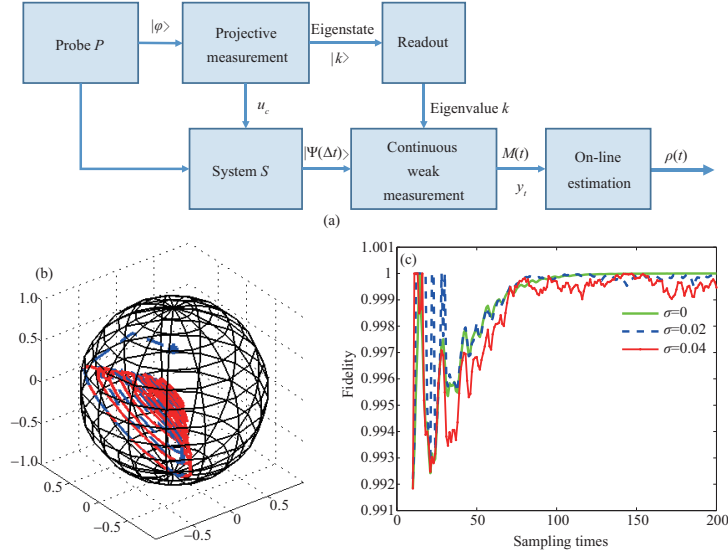 |φ> Eigenstate
Probe P Projective measurement |k> Readout
u_c Eigenvalue k
System S |Ψ(Δt)> Continuous weak measurement M(t) y_t On-line estimation ρ(t)
(a)
(b)
1.0
0.5
0
−0.5
−1.0
0.5
0
−0.5
−0.5
0
0.5
(c)
1.001
1
0.999
0.998
0.997
0.996
0.995
0.994
0.993
0.992
0.991
Fidelity
σ=0
σ=0.02
σ=0.04
0 50 100 150 200
Sampling times